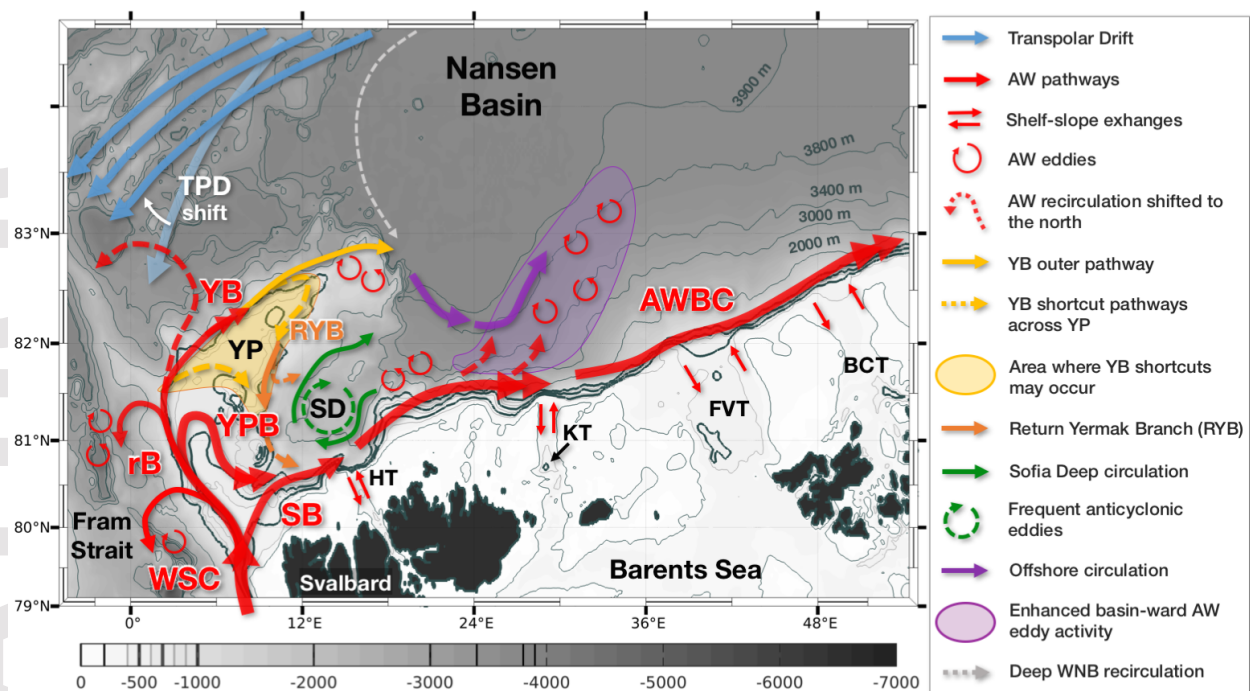 Nansen
Basin
3900 m
3800 m
3400 m
3000 m
2000 m
TPD
shift
83°N
YB
RYB
AWBC
82°N
YP
BCT
SD
FVT
YPB
81°N
KT
rB
HT
SB
80°N
Fram
Strait
WSC
Svalbard
Barents Sea
79°N
0°
12°E
24°E
36°E
48°E
0
-500
-1000
-2000
-3000
-4000
-5000
-6000
-7000
Transpolar Drift
AW pathways
Shelf-slope exhanges
AW eddies
AW recirculation shifted to
the north
YB outer pathway
YB shortcut pathways
across YP
Area where YB shortcuts
may occur
Return Yermak Branch (RYB)
Sofia Deep circulation
Frequent anticyclonic
eddies
Offshore circulation
Enhanced basin-ward AW
eddy activity
Deep WNB recirculation